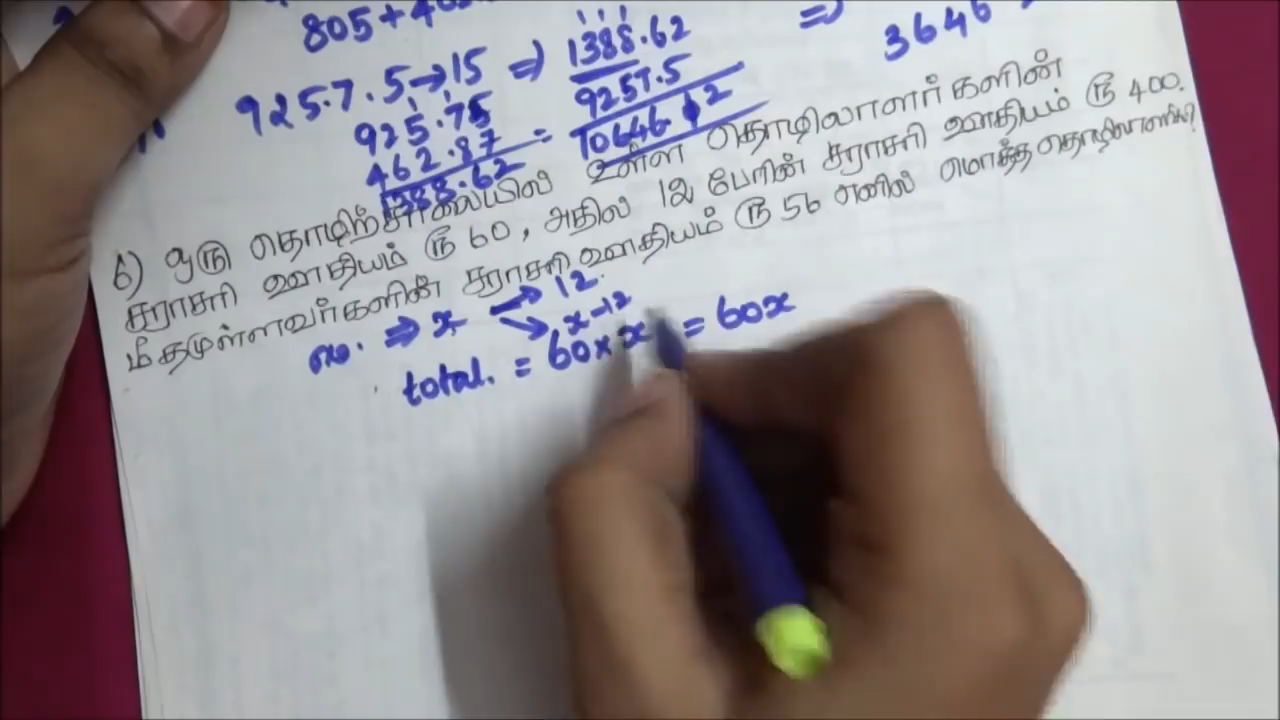 805+
925.7.5→15 ⇒ 1388.62 ⇒ 3646
925.75
9257.5
462.87 = 10646.12
1388.62
6) ஒரு தொழிற்சாலையில் உள்ள தொழிலாளர்களின்
சராசரி ஊதியம் ரூ 60, அதில் 12 பேரின் சராசரி ஊதியம் ரூ 400.
மீதமுள்ளவர்களின் சராசரி ஊதியம் ரூ 56 எனில் மொத்த
no. ⇒ x → 12
→ x-12
total. = 60×x = 60x